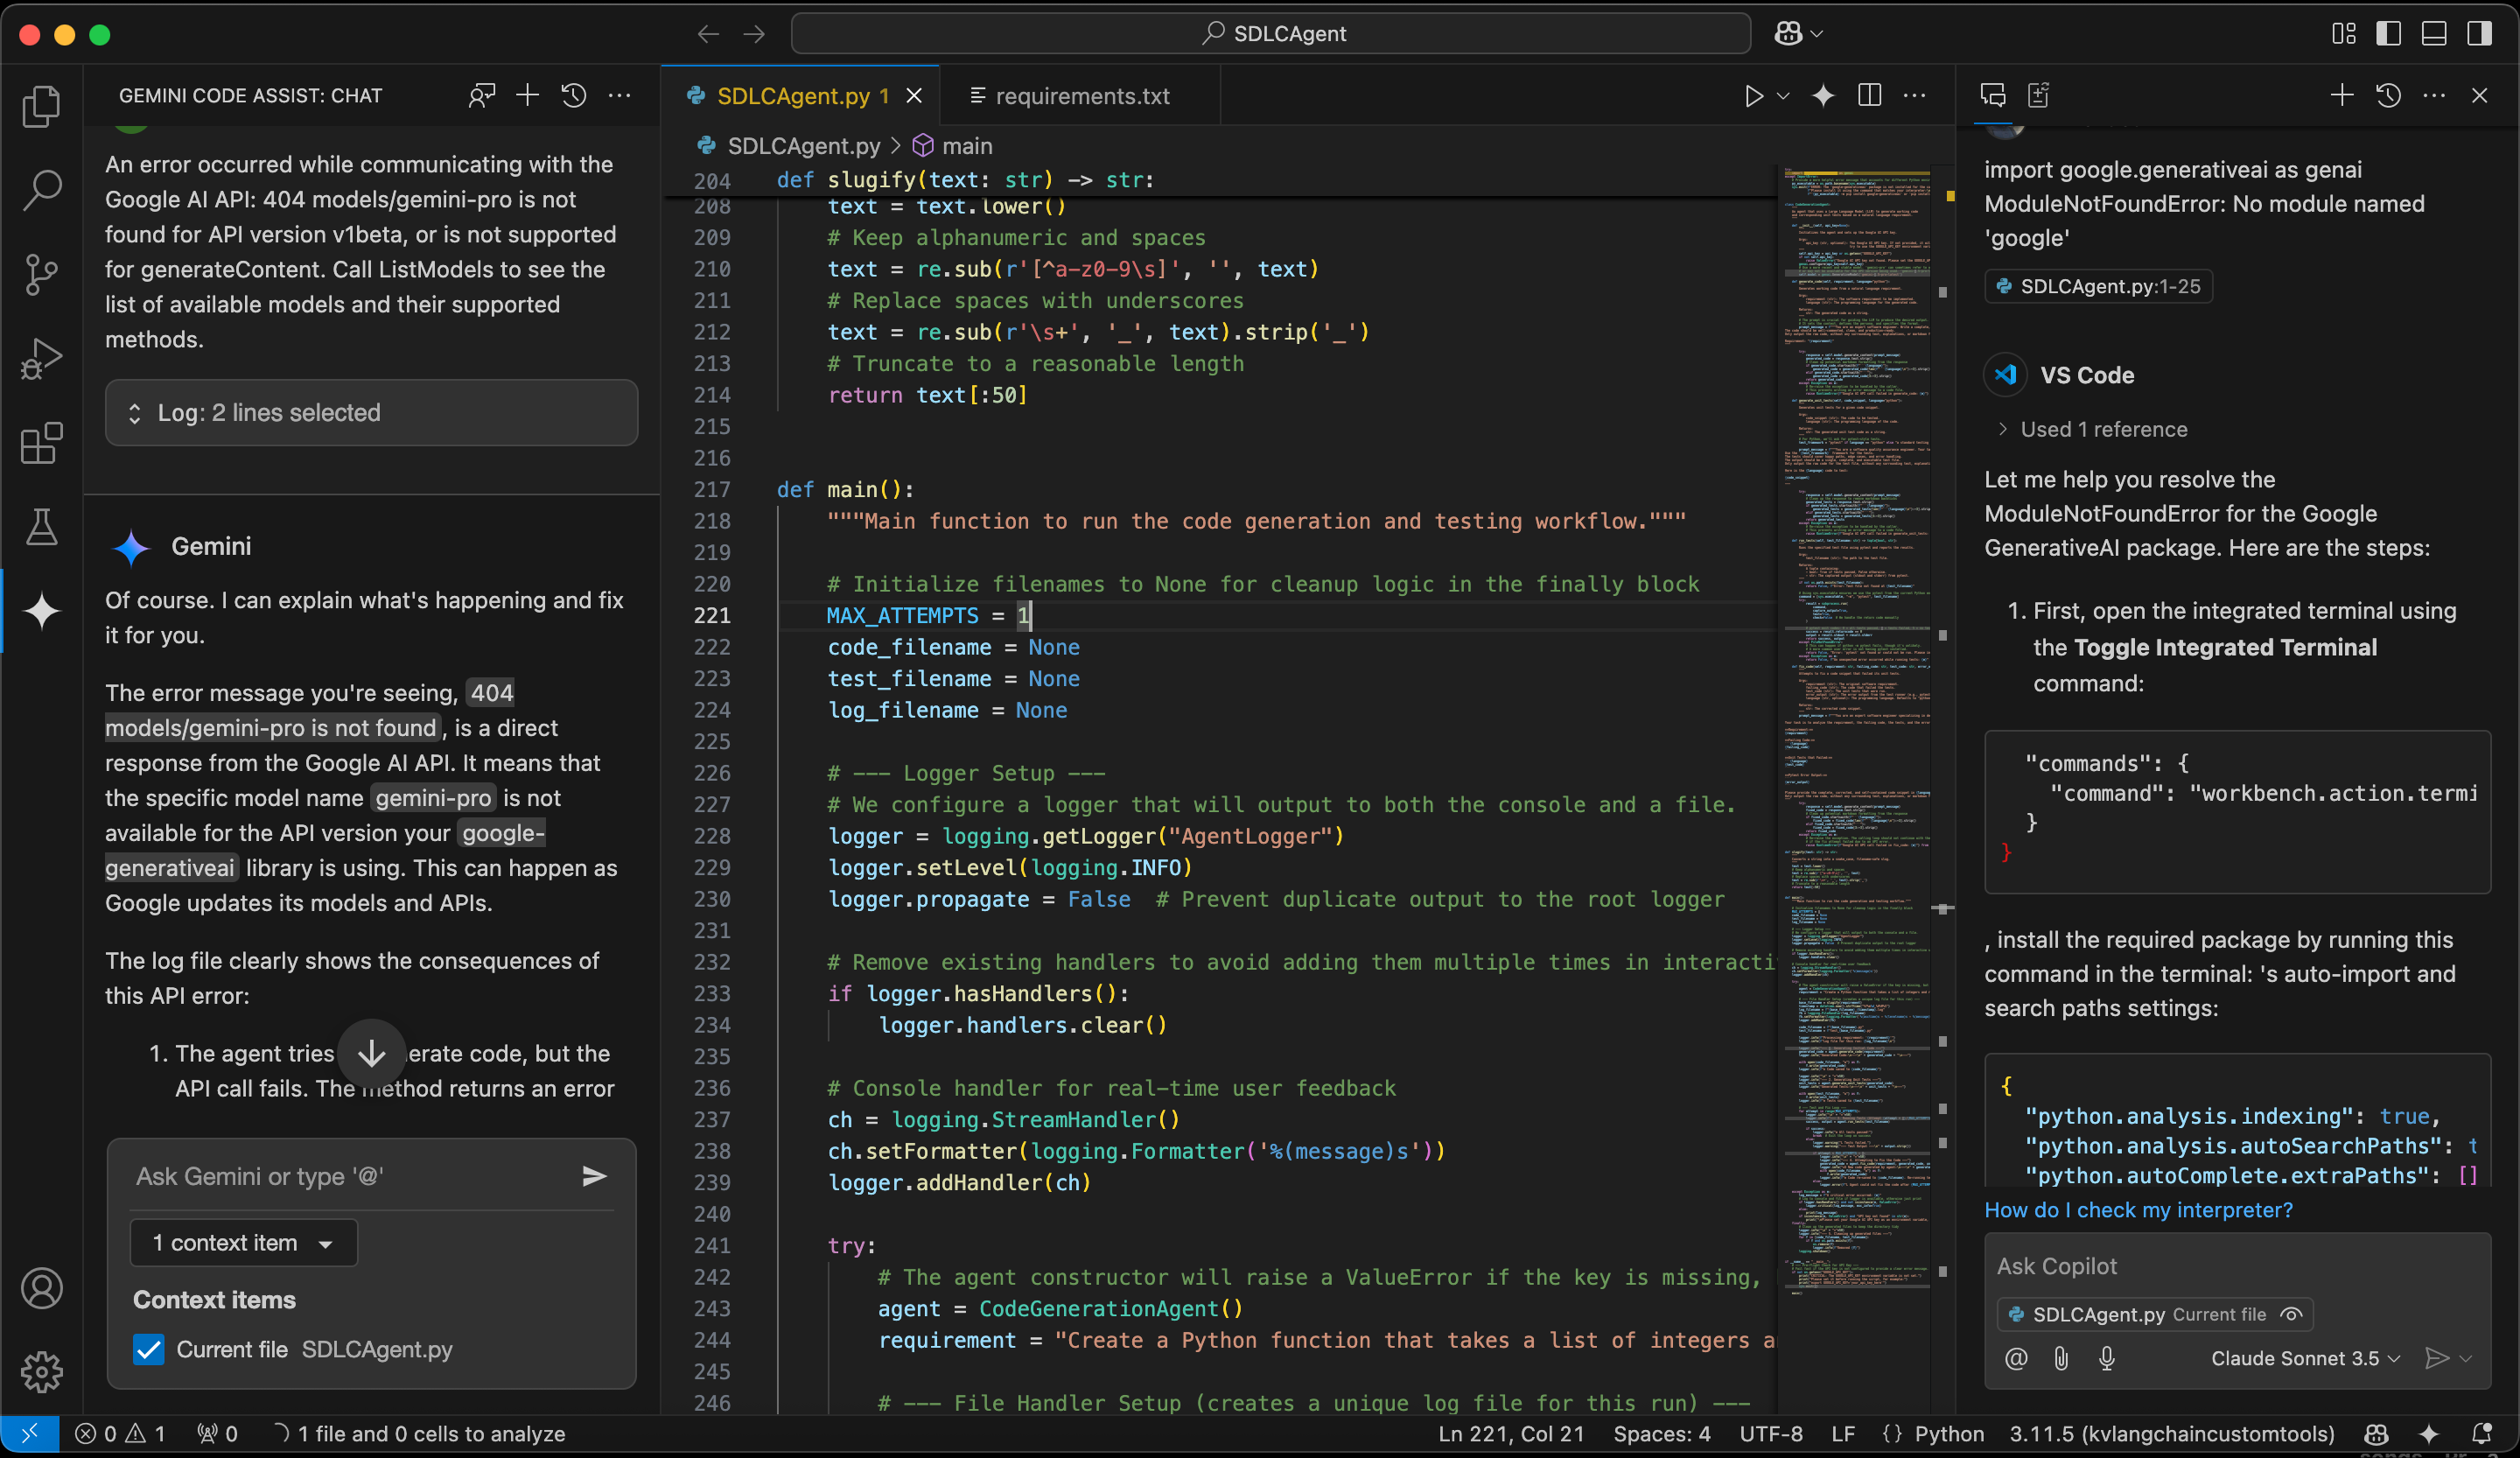 SDLCAgent
GEMINI CODE ASSIST: CHAT
An error occurred while communicating with the
Google AI API: 404 models/gemini-pro is not
found for API version v1beta, or is not supported
for generateContent. Call ListModels to see the
list of available models and their supported
methods.
Log: 2 lines selected
Gemini
Of course. I can explain what's happening and fix
it for you.
The error message you're seeing, 404
models/gemini-pro is not found , is a direct
response from the Google AI API. It means that
the specific model name gemini-pro is not
available for the API version your google-
generativeai library is using. This can happen as
Google updates its models and APIs.
The log file clearly shows the consequences of
this API error:
1. The agent tries erate code, but the
API call fails. The method returns an error
Ask Gemini or type '@'
1 context item
Context items
Current file SDLCAgent.py
SDLCAgent.py 1
requirements.txt
SDLCAgent.py > main
204 def slugify(text: str) -> str:
208 text = text.lower()
209 # Keep alphanumeric and spaces
210 text = re.sub(r'[^a-z0-9\s]', '', text)
211 # Replace spaces with underscores
212 text = re.sub(r'\s+', '_', text).strip('_')
213 # Truncate to a reasonable length
214 return text[:50]
215
216
217 def main():
218 """Main function to run the code generation and testing workflow."""
219
220 # Initialize filenames to None for cleanup logic in the finally block
221 MAX_ATTEMPTS = 1
222 code_filename = None
223 test_filename = None
224 log_filename = None
225
226 # --- Logger Setup ---
227 # We configure a logger that will output to both the console and a file.
228 logger = logging.getLogger("AgentLogger")
229 logger.setLevel(logging.INFO)
230 logger.propagate = False # Prevent duplicate output to the root logger
231
232 # Remove existing handlers to avoid adding them multiple times in interacti
233 if logger.hasHandlers():
234 logger.handlers.clear()
235
236 # Console handler for real-time user feedback
237 ch = logging.StreamHandler()
238 ch.setFormatter(logging.Formatter('%(message)s'))
239 logger.addHandler(ch)
240
241 try:
242 # The agent constructor will raise a ValueError if the key is missing,
243 agent = CodeGenerationAgent()
244 requirement = "Create a Python function that takes a list of integers a
245
246 # --- File Handler Setup (creates a unique log file for this run) ---
import google.generativeai as genai
ModuleNotFoundError: No module named
'google'
SDLCAgent.py:1-25
VS Code
> Used 1 reference
Let me help you resolve the
ModuleNotFoundError for the Google
GenerativeAI package. Here are the steps:
1. First, open the integrated terminal using
the Toggle Integrated Terminal
command:
"commands": {
"command": "workbench.action.termi
}
}
, install the required package by running this
command in the terminal: 's auto-import and
search paths settings:
{
"python.analysis.indexing": true,
"python.analysis.autoSearchPaths": t
"python.autoComplete.extraPaths": []
How do I check my interpreter?
Ask Copilot
SDLCAgent.py Current file
Claude Sonnet 3.5
0 1 0 1 file and 0 cells to analyze
Ln 221, Col 21 Spaces: 4 UTF-8 LF {} Python 3.11.5 (kvlangchaincustomtools)